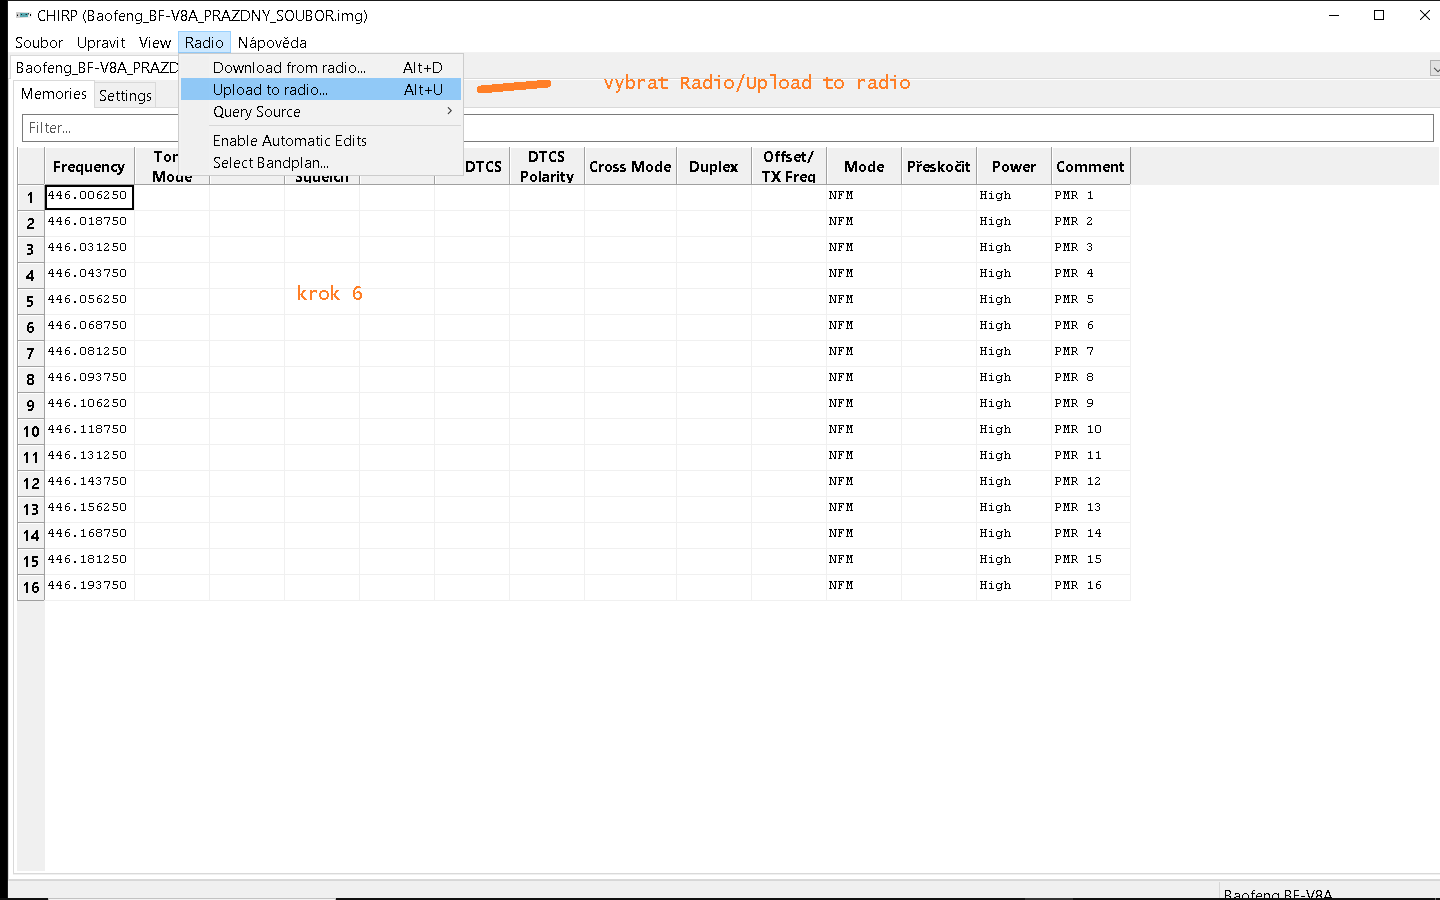 CHIRP (Baofeng_BF-V8A_PRAZDNY_SOUBOR.img)
Soubor Upravit View Radio Nápověda
Baofeng_BF-V8A_PRAZD
Download from radio... Alt+D
Upload to radio... Alt+U
Query Source
Enable Automatic Edits
Select Bandplan...
vybrat Radio/Upload to radio
Memories Settings
Filter...
Frequency Mode Squelch DTCS DTCS Polarity Cross Mode Duplex Offset/ TX Freq Mode Přeskočit Power Comment
1 446.006250 NFM High PMR 1
2 446.018750 NFM High PMR 2
3 446.031250 NFM High PMR 3
4 446.043750 NFM High PMR 4
krok 6
5 446.056250 NFM High PMR 5
6 446.068750 NFM High PMR 6
7 446.081250 NFM High PMR 7
8 446.093750 NFM High PMR 8
9 446.106250 NFM High PMR 9
10 446.118750 NFM High PMR 10
11 446.131250 NFM High PMR 11
12 446.143750 NFM High PMR 12
13 446.156250 NFM High PMR 13
14 446.168750 NFM High PMR 14
15 446.181250 NFM High PMR 15
16 446.193750 NFM High PMR 16
Baofeng BF-V8A